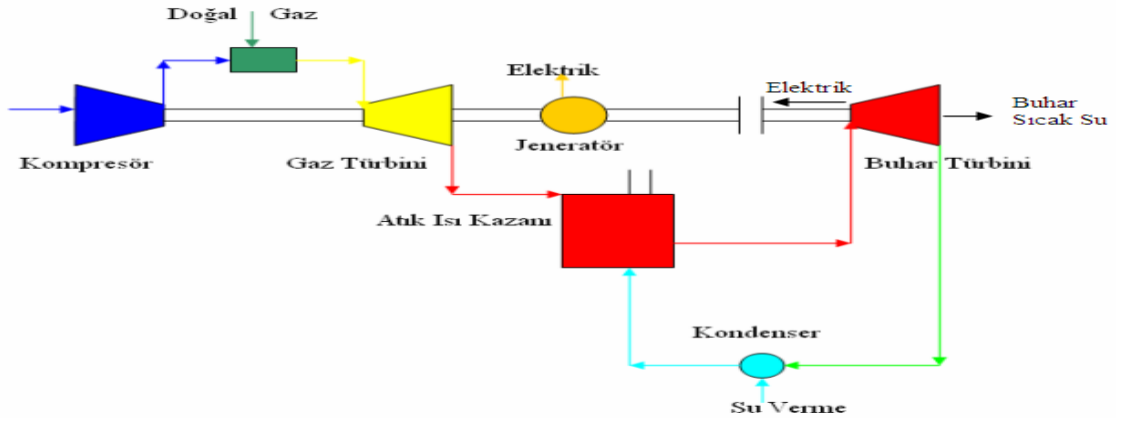 Doğal Gaz
Elektrik
Elektrik
Buhar
Sıcak Su
Kompresör
Gaz Türbini
Jeneratör
Buhar Türbini
Atık Isı Kazanı
Kondenser
Su Verme